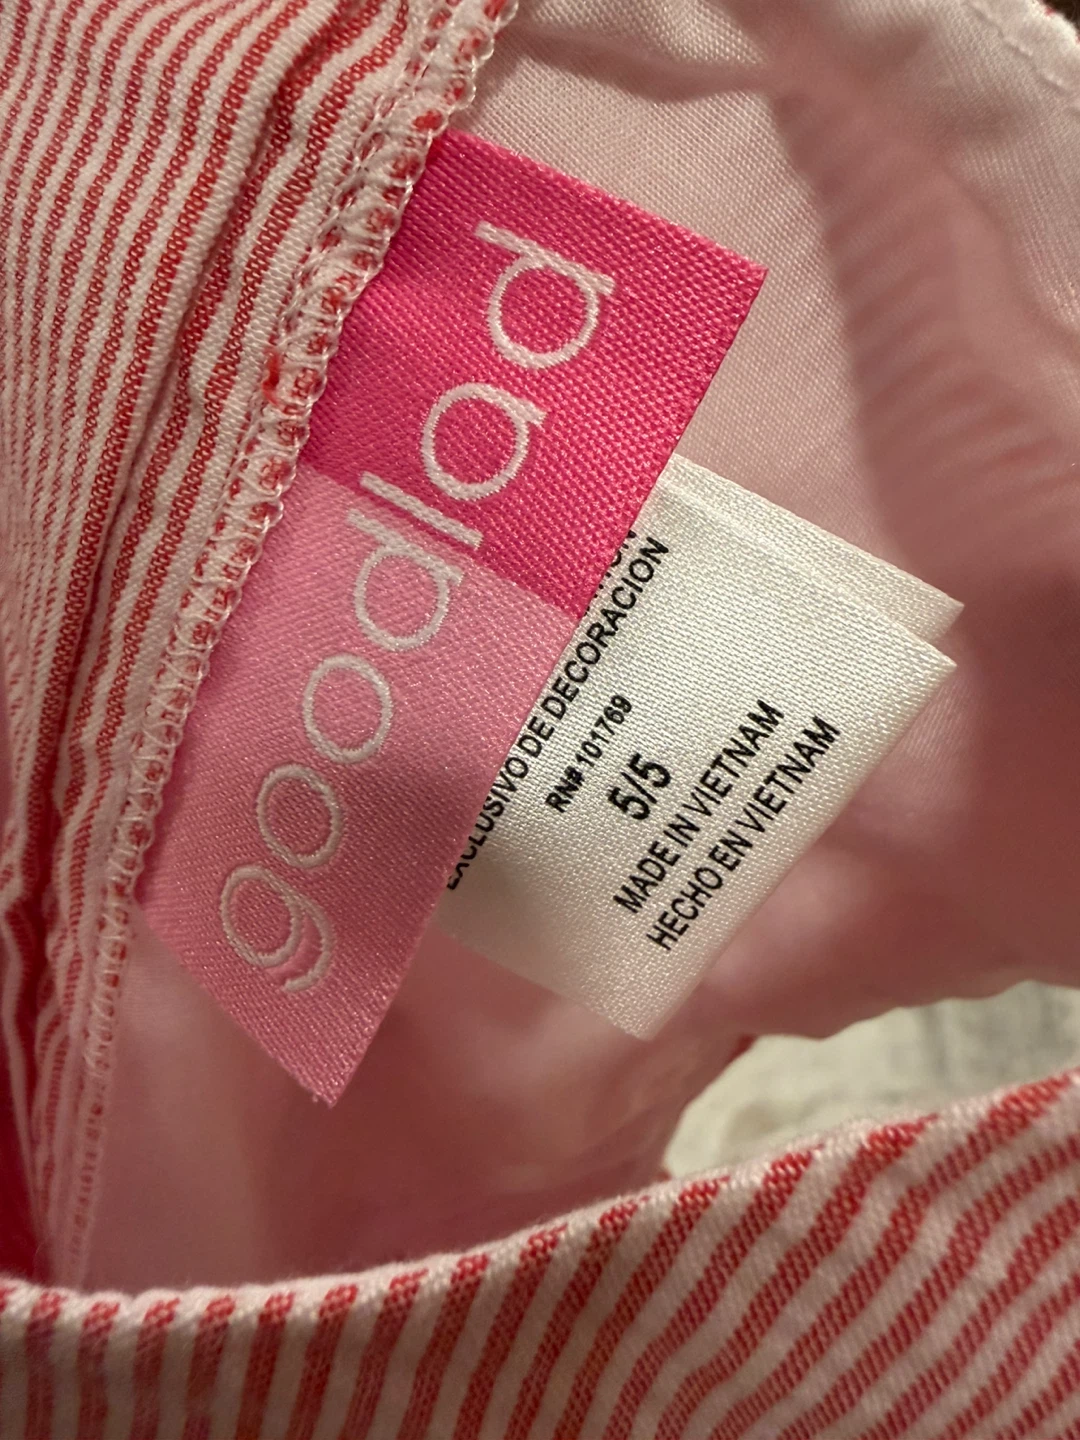 goodlad
EXCLUSIVO DE DECORACION
RN# 101769
5/5
MADE IN VIETNAM
HECHO EN VIETNAM